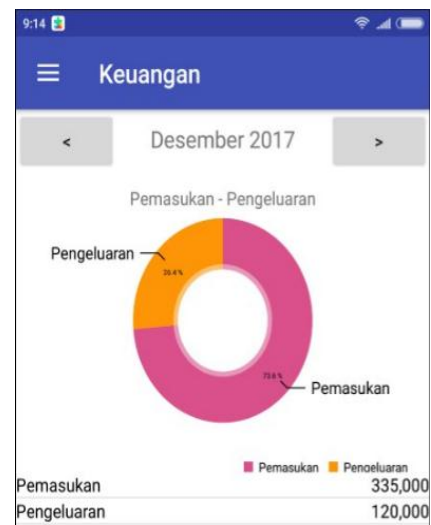 9:14
Keuangan
< Desember 2017 >
Pemasukan - Pengeluaran
Pengeluaran
26.4 %
73.6 %
Pemasukan
Pemasukan Pengeluaran
Pemasukan 335,000
Pengeluaran 120,000